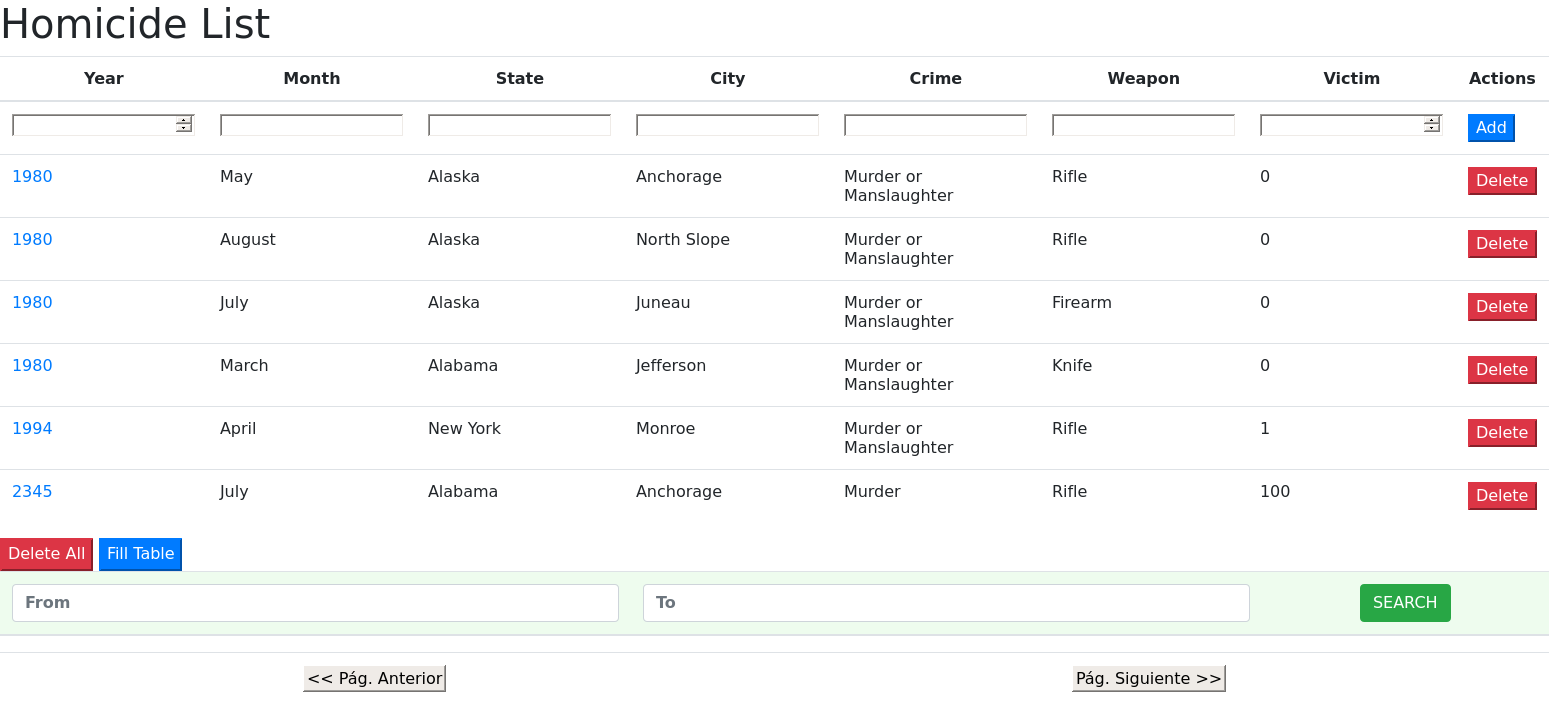 Homicide List
Year Month State City Crime Weapon Victim Actions
Add
1980 May Alaska Anchorage Murder or Manslaughter Rifle 0 Delete
1980 August Alaska North Slope Murder or Manslaughter Rifle 0 Delete
1980 July Alaska Juneau Murder or Manslaughter Firearm 0 Delete
1980 March Alabama Jefferson Murder or Manslaughter Knife 0 Delete
1994 April New York Monroe Murder or Manslaughter Rifle 1 Delete
2345 July Alabama Anchorage Murder Rifle 100 Delete
Delete All Fill Table
From To SEARCH
<< Pág. Anterior Pág. Siguiente >>